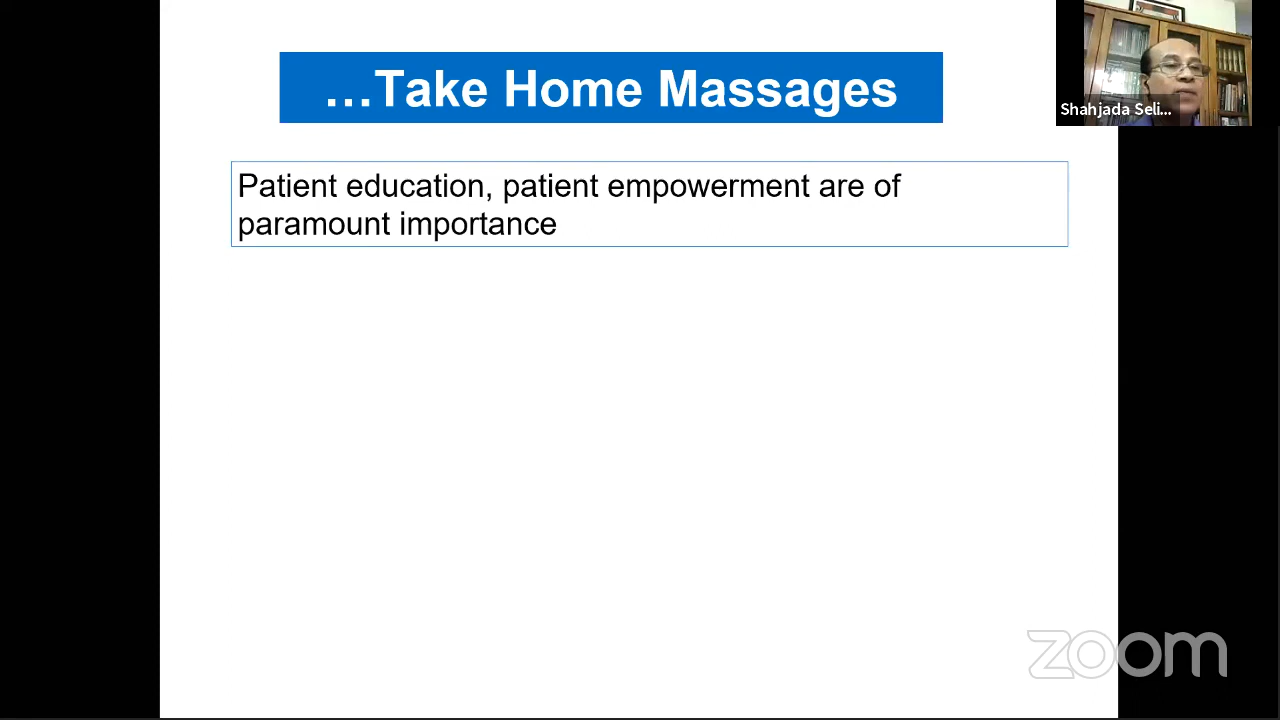 …Take Home Massages
Shahjada Seli...
Patient education, patient empowerment are of
paramount importance
zoom